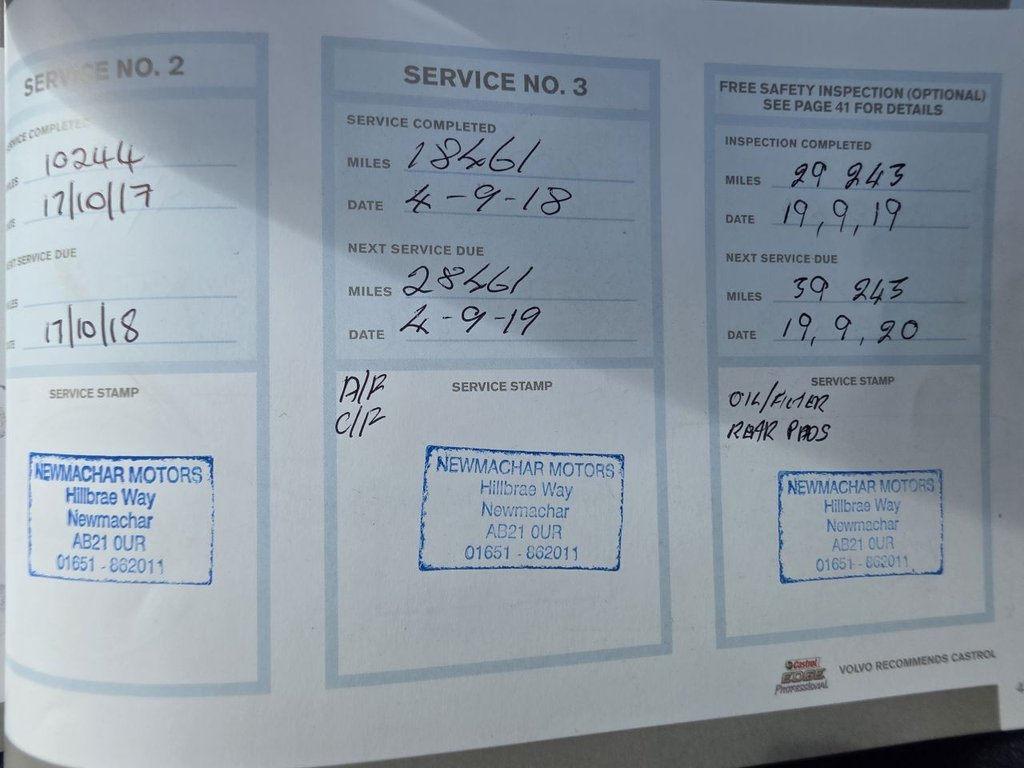 SERVICE NO. 2
SERVICE COMPLETED
MILES 10244
DATE 17/10/17
NEXT SERVICE DUE
MILES
DATE 17/10/18
SERVICE STAMP
NEWMACHAR MOTORS
Hillbrae Way
Newmachar
AB21 0UR
01651 - 862011
SERVICE NO. 3
SERVICE COMPLETED
MILES 18461
DATE 4-9-18
NEXT SERVICE DUE
MILES 28461
DATE 4-9-19
A/F
C/F
SERVICE STAMP
NEWMACHAR MOTORS
Hillbrae Way
Newmachar
AB21 0UR
01651 - 862011
FREE SAFETY INSPECTION (OPTIONAL)
SEE PAGE 41 FOR DETAILS
INSPECTION COMPLETED
MILES 29 243
DATE 19, 9, 19
NEXT SERVICE DUE
MILES 39 243
DATE 19, 9, 20
SERVICE STAMP
OIL/FILTER
REAR PADS
NEWMACHAR MOTORS
Hillbrae Way
Newmachar
AB21 0UR
01651 - 862011
Castrol
EDGE
Professional
VOLVO RECOMMENDS CASTROL